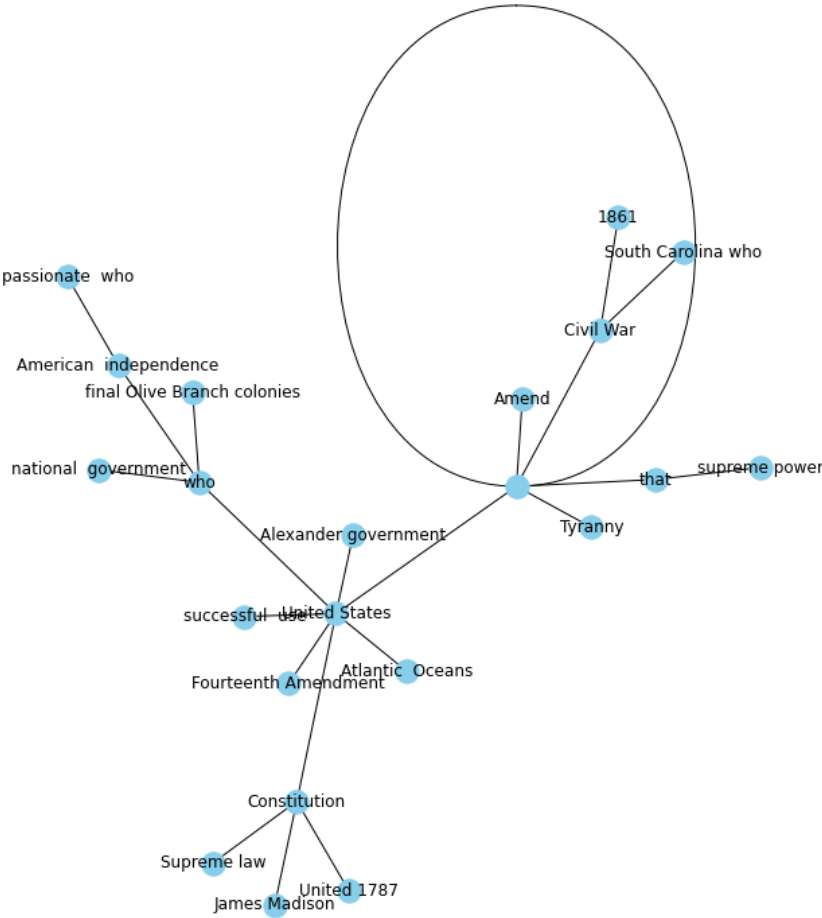 1861
South Carolina who
passionate who
Civil War
American independence
final Olive Branch colonies
Amend
national government
supreme power
that
who
Tyranny
Alexander government
United States
successful use
Atlantic Oceans
Fourteenth Amendment
Constitution
Supreme law
United 1787
James Madison